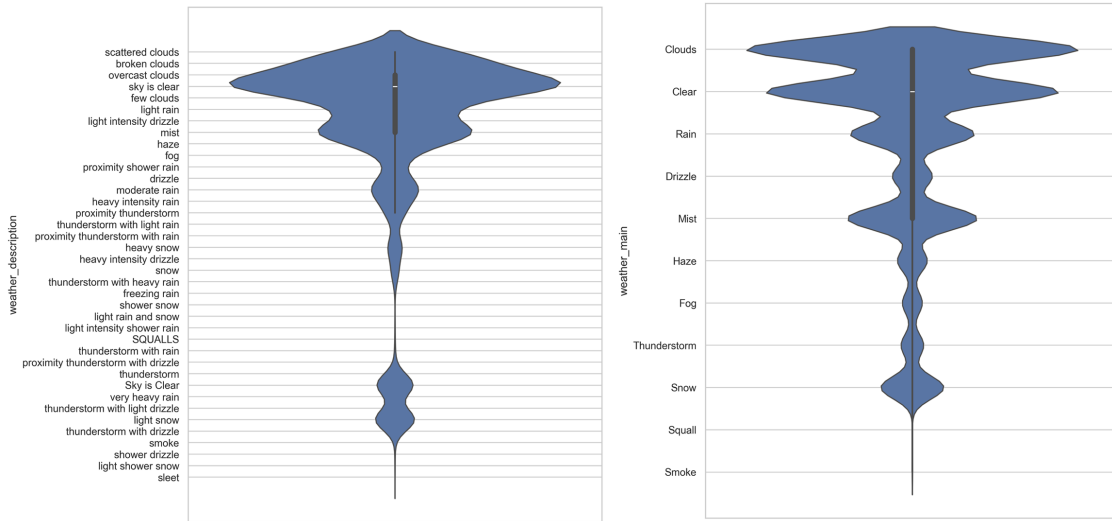 scattered clouds
broken clouds
overcast clouds
sky is clear
few clouds
light rain
light intensity drizzle
mist
haze
fog
proximity shower rain
drizzle
moderate rain
heavy intensity rain
proximity thunderstorm
thunderstorm with light rain
proximity thunderstorm with rain
heavy snow
heavy intensity drizzle
snow
thunderstorm with heavy rain
freezing rain
shower snow
light rain and snow
light intensity shower rain
SQUALLS
thunderstorm with rain
proximity thunderstorm with drizzle
thunderstorm
Sky is Clear
very heavy rain
thunderstorm with light drizzle
light snow
thunderstorm with drizzle
smoke
shower drizzle
light shower snow
sleet
weather_description
Clouds
Clear
Rain
Drizzle
Mist
Haze
Fog
Thunderstorm
Snow
Squall
Smoke
weather_main